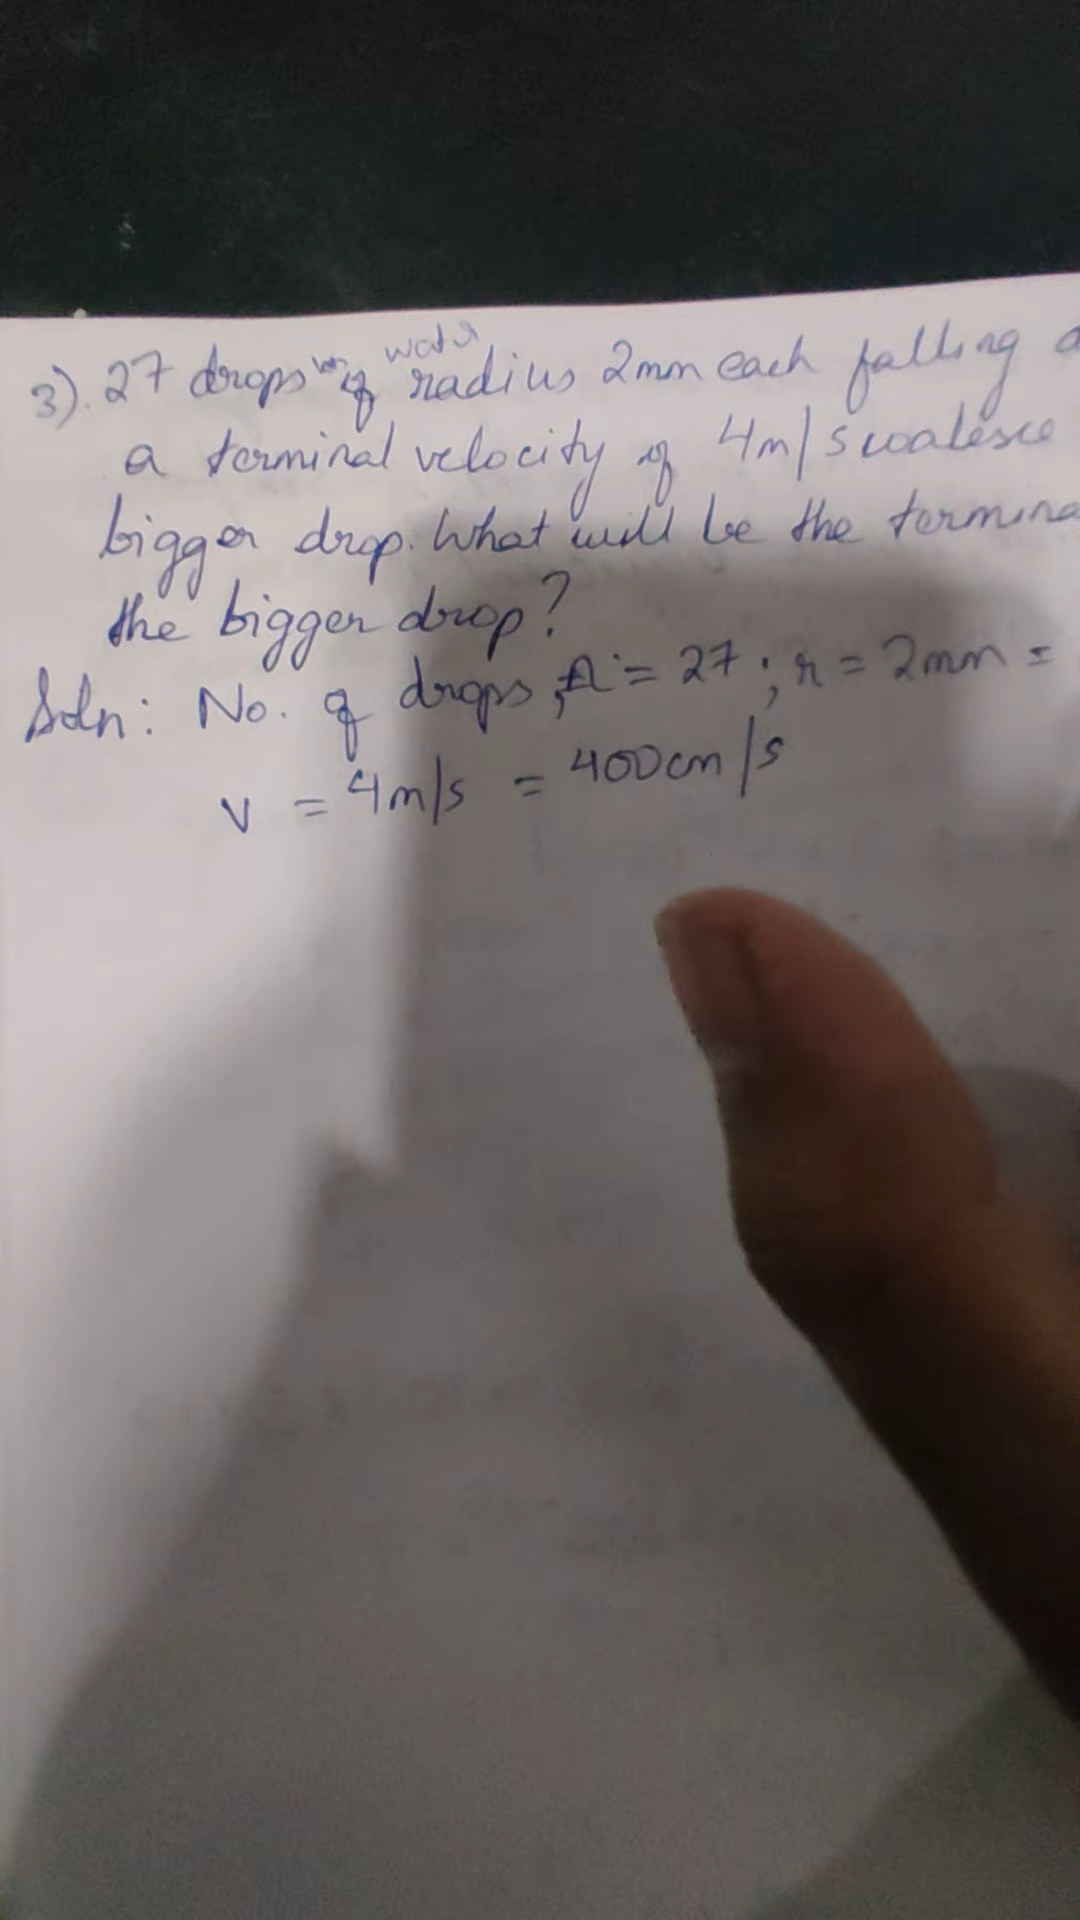 3). 27 drops of water radius 2mm each falling
a terminal velocity of 4m/s coalesce
bigger drop. What will be the termina
the bigger drop?
Soln: No. of drops, n = 27 ; r = 2mm =
v = 4m/s = 400cm/s